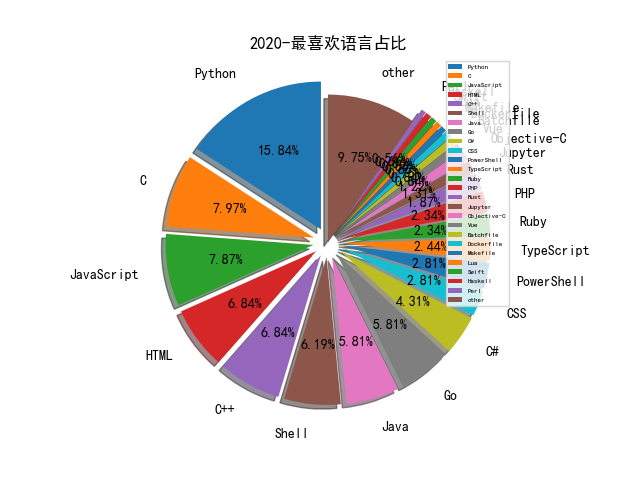 2020-最喜欢语言占比
Python
15.84%
C
7.97%
JavaScript
7.87%
HTML
6.84%
C++
6.84%
Shell
6.19%
Java
5.81%
Go
5.81%
C#
4.31%
CSS
2.81%
PowerShell
2.81%
TypeScript
2.44%
Ruby
2.34%
PHP
2.34%
Rust
1.87%
Jupyter
1.31%
Objective-C
Vue
other
9.75%
Python
C
JavaScript
HTML
C++
Shell
Java
Go
C#
CSS
PowerShell
TypeScript
Ruby
PHP
Rust
Jupyter
Objective-C
Vue
Batchfile
Dockerfile
Makefile
Lua
Swift
Haskell
Perl
other